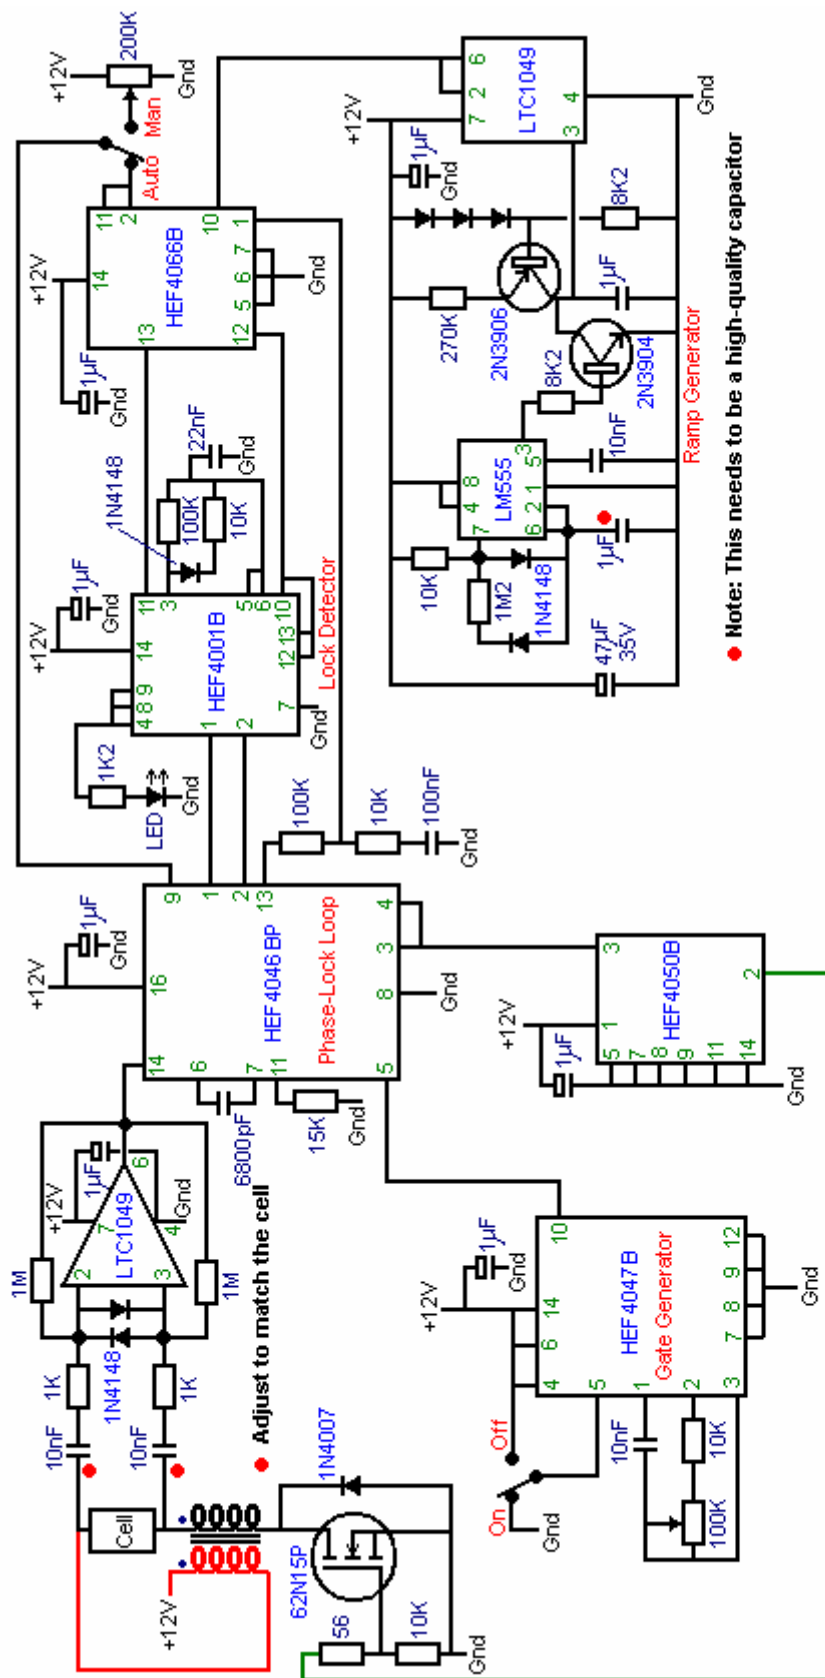 +12V
200K
Gnd
Man
Auto
11
2
14
HEF4066B
13
10
1
7
6
5
12
+12V
1µF
Gnd
Gnd
6
2
7
LTC1049
3
4
+12V
1µF
Gnd
Gnd
8K2
2N3906
270K
1µF
8K2
2N3904
3
8
4
LM555
5
1
2
7
6
10nF
10K
1M2
1N4148
1µF
47µF
35V
Ramp Generator
Note: This needs to be a high-quality capacitor
22nF
Gnd
100K
10K
1N4148
+12V
1µF
Gnd
11
3
14
HEF4001B
5
6
10
13
12
4
8
9
1
2
7
Gnd
Lock Detector
1K2
LED
Gnd
100K
10K
100nF
Gnd
+12V
1µF
Gnd
9
1
2
13
16
HEF4046BP
Phase-Lock Loop
4
3
8
Gnd
14
6
7
11
5
6800pF
15K
Gnd
+12V
1µF
3
1
HEF4050B
2
5
7
8
9
11
14
Gnd
1M
+12V
7
1µF
6
LTC1049
2
3
4
Gnd
1M
1N4148
1K
1K
10nF
10nF
Adjust to match the cell
Cell
+12V
1N4007
62N15P
56
10K
Gnd
+12V
1µF
Gnd
10
14
6
4
HEF4047B
Gate Generator
5
1
2
3
12
9
8
7
Gnd
Off
On
Gnd
10nF
10K
100K